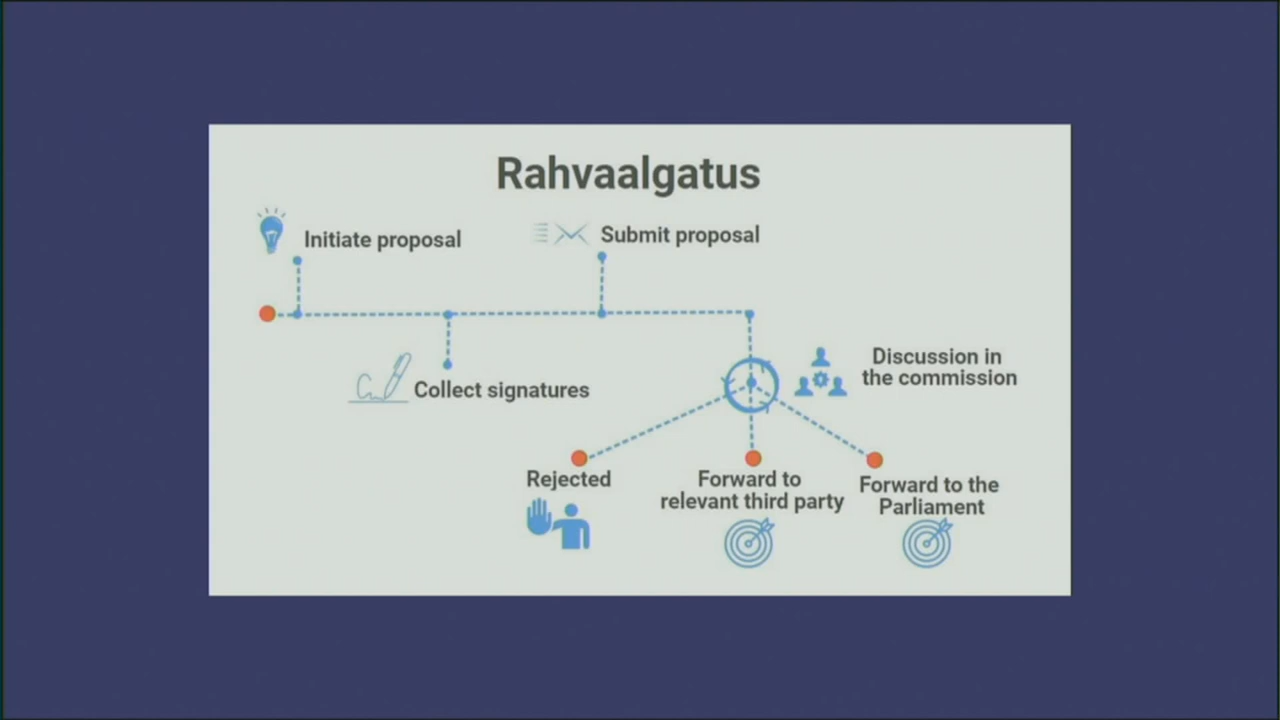 Rahvaalgatus
Initiate proposal
Submit proposal
Collect signatures
Discussion in
the commission
Rejected
Forward to
relevant third party
Forward to the
Parliament